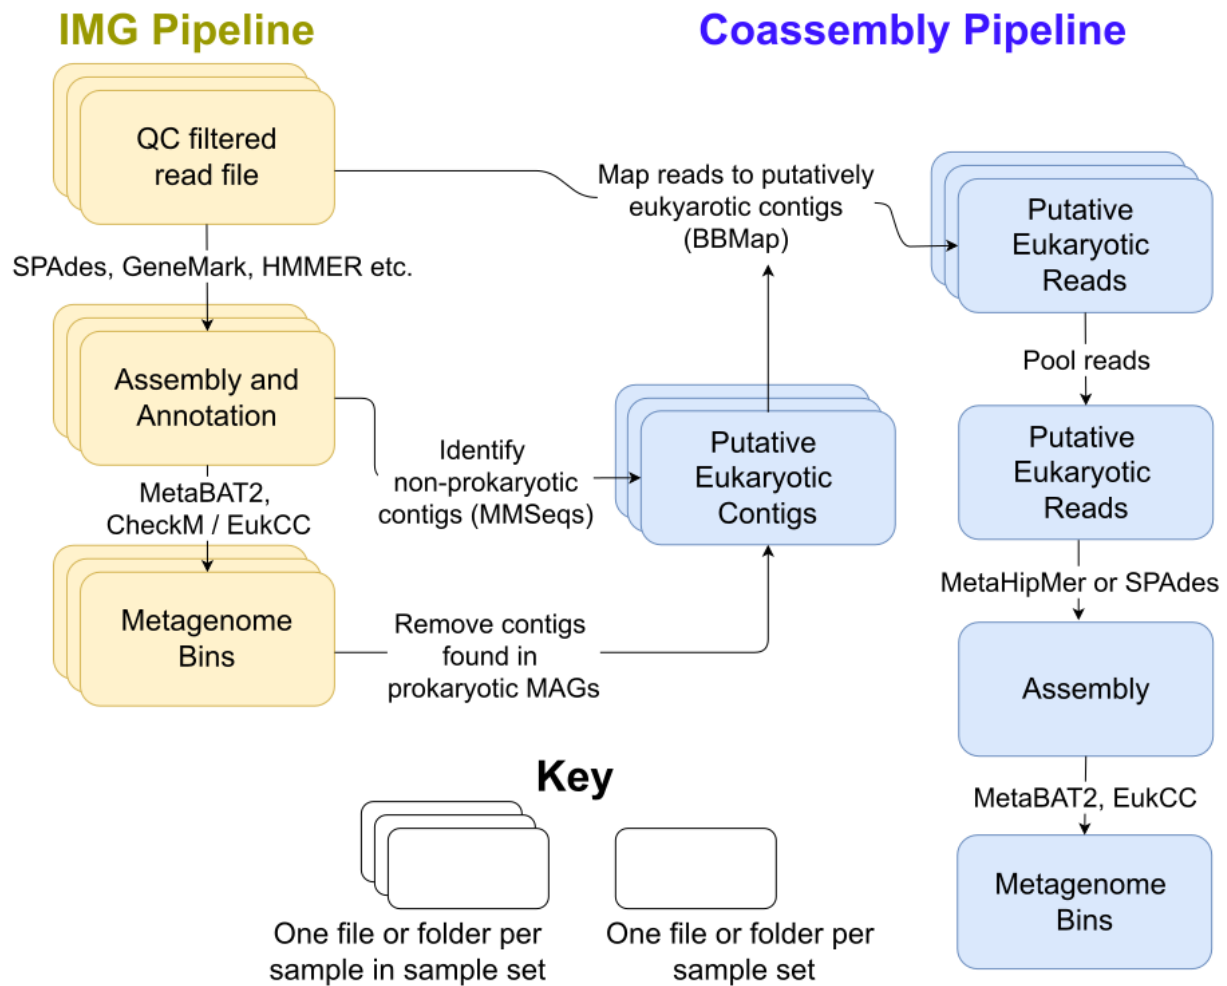 IMG Pipeline
Coassembly Pipeline
QC filtered
read file
SPAdes, GeneMark, HMMER etc.
Assembly and
Annotation
MetaBAT2,
CheckM / EukCC
Metagenome
Bins
Identify
non-prokaryotic
contigs (MMSeqs)
Remove contigs
found in
prokaryotic MAGs
Putative
Eukaryotic
Contigs
Map reads to putatively
eukyarotic contigs
(BBMap)
Putative
Eukaryotic
Reads
Pool reads
Putative
Eukaryotic
Reads
MetaHipMer or SPAdes
Assembly
MetaBAT2, EukCC
Metagenome
Bins
Key
One file or folder per
sample in sample set
One file or folder per
sample set